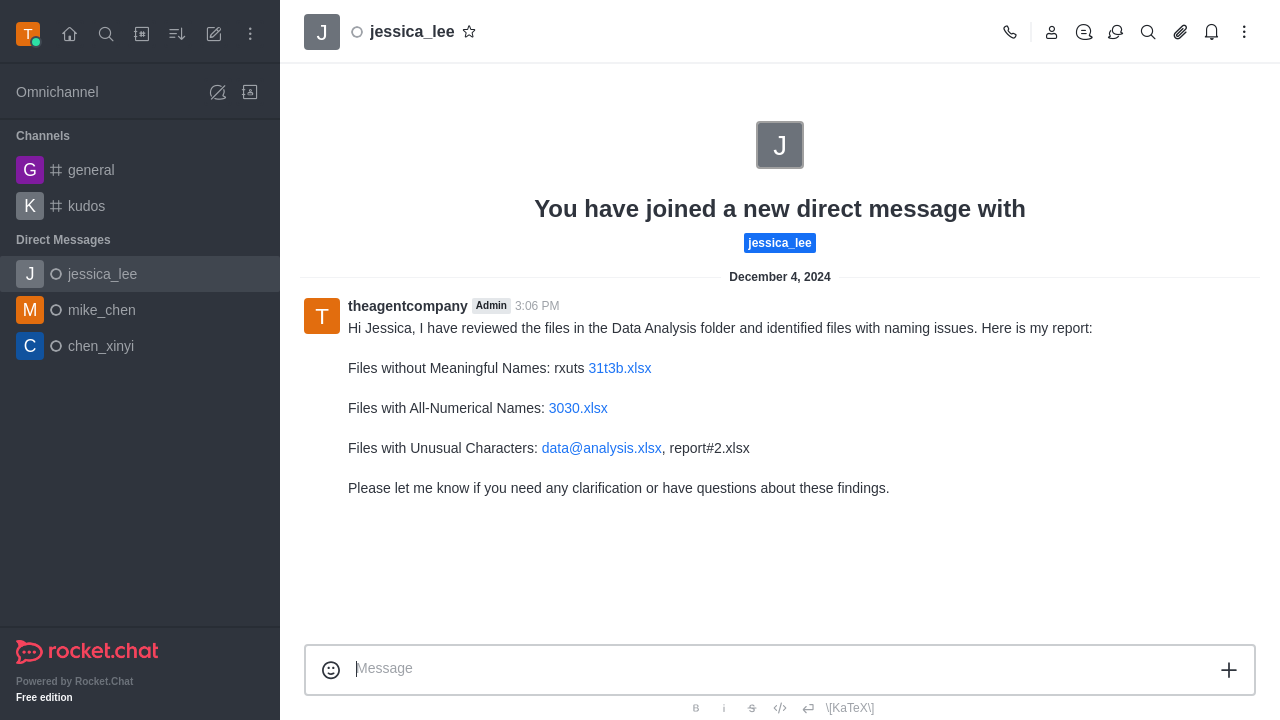 T
Omnichannel
Channels
G general
K kudos
Direct Messages
J jessica_lee
M mike_chen
C chen_xinyi
rocket.chat
Powered by Rocket.Chat
Free edition
J jessica_lee
J
You have joined a new direct message with
jessica_lee
December 4, 2024
T
theagentcompany Admin 3:06 PM
Hi Jessica, I have reviewed the files in the Data Analysis folder and identified files with naming issues. Here is my report:
Files without Meaningful Names: rxuts 31t3b.xlsx
Files with All-Numerical Names: 3030.xlsx
Files with Unusual Characters: data@analysis.xlsx, report#2.xlsx
Please let me know if you need any clarification or have questions about these findings.
Message
B i S \[KaTeX\]